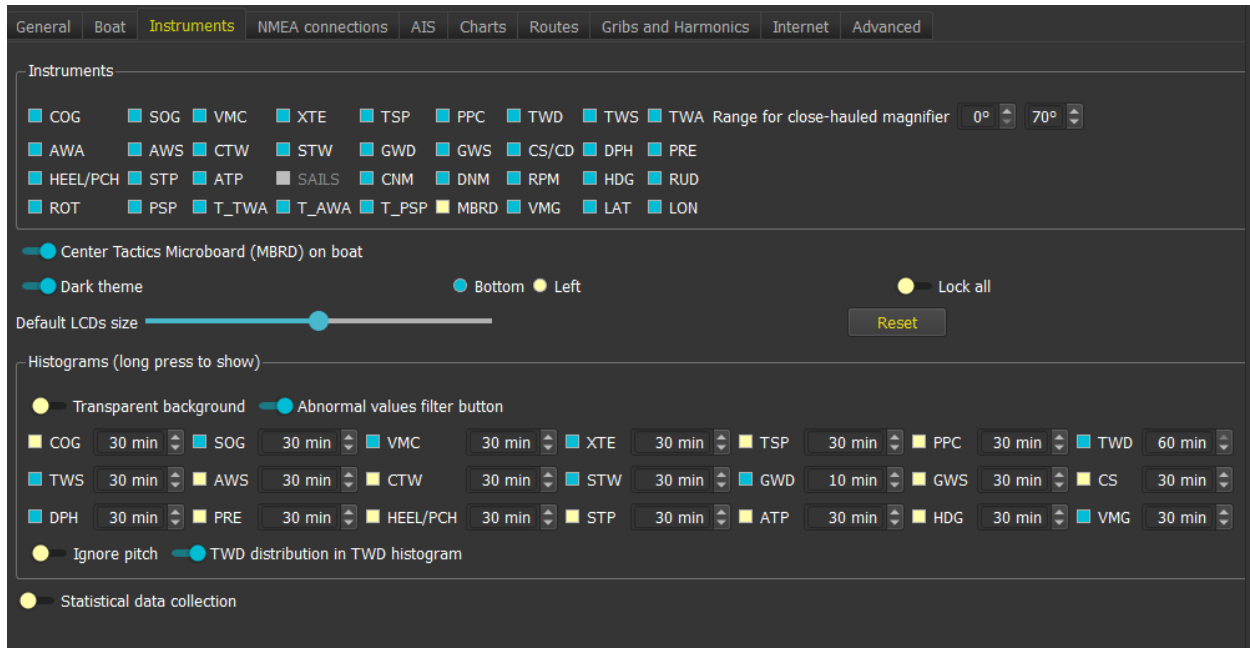 General Boat Instruments NMEA connections AIS Charts Routes Gribs and Harmonics Internet Advanced
Instruments
COG SOG VMC XTE TSP PPC TWD TWS TWA Range for close-hauled magnifier 0° 70°
AWA AWS CTW STW GWD GWS CS/CD DPH PRE
HEEL/PCH STP ATP SAILS CNM DNM RPM HDG RUD
ROT PSP T_TWA T_AWA T_PSP MBRD VMG LAT LON
Center Tactics Microboard (MBRD) on boat
Dark theme Bottom Left Lock all
Default LCDs size Reset
Histograms (long press to show)
Transparent background Abnormal values filter button
COG 30 min SOG 30 min VMC 30 min XTE 30 min TSP 30 min PPC 30 min TWD 60 min
TWS 30 min AWS 30 min CTW 30 min STW 30 min GWD 10 min GWS 30 min CS 30 min
DPH 30 min PRE 30 min HEEL/PCH 30 min STP 30 min ATP 30 min HDG 30 min VMG 30 min
Ignore pitch TWD distribution in TWD histogram
Statistical data collection